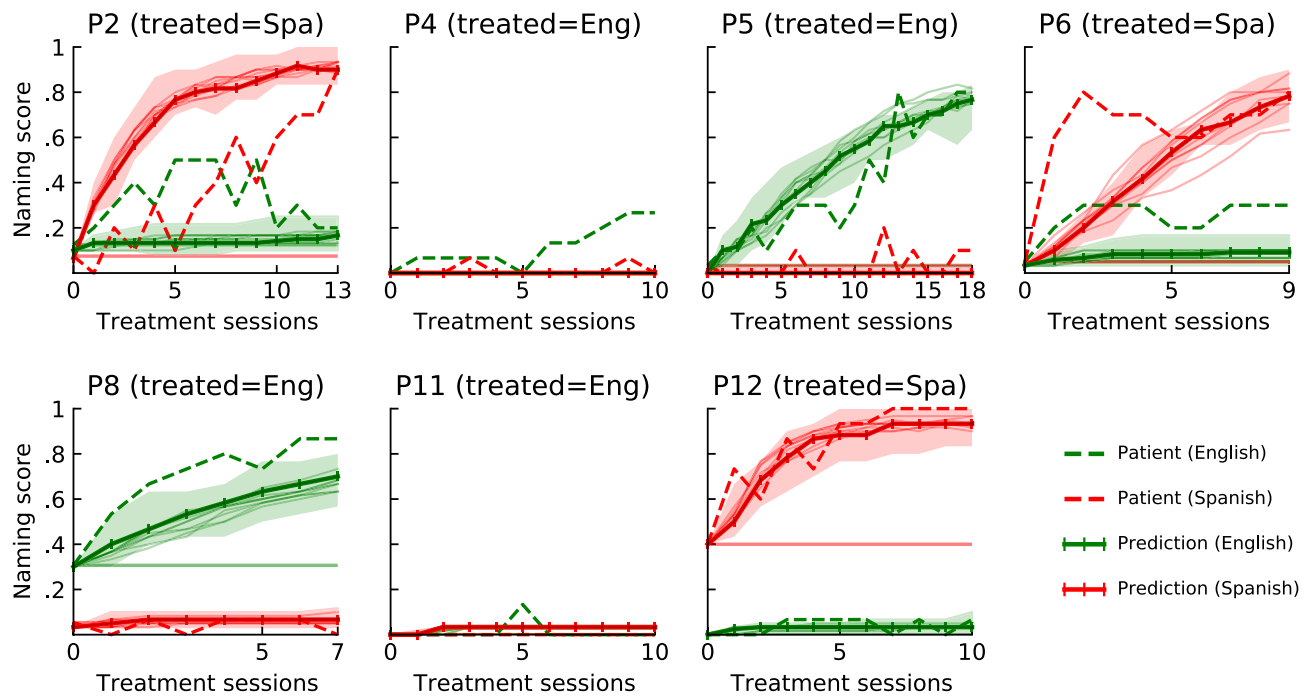 P2 (treated=Spa)
P4 (treated=Eng)
P5 (treated=Eng)
P6 (treated=Spa)
Naming score
1
.8
.6
.4
.2
0
5
13
0
5
10
0
5
10
15
18
0
5
9
Treatment sessions
Treatment sessions
Treatment sessions
Treatment sessions
P8 (treated=Eng)
P11 (treated=Eng)
P12 (treated=Spa)
Naming score
1
.8
.6
.4
.2
0
5
7
0
5
10
0
5
10
Treatment sessions
Treatment sessions
Treatment sessions
Patient (English)
Patient (Spanish)
Prediction (English)
Prediction (Spanish)